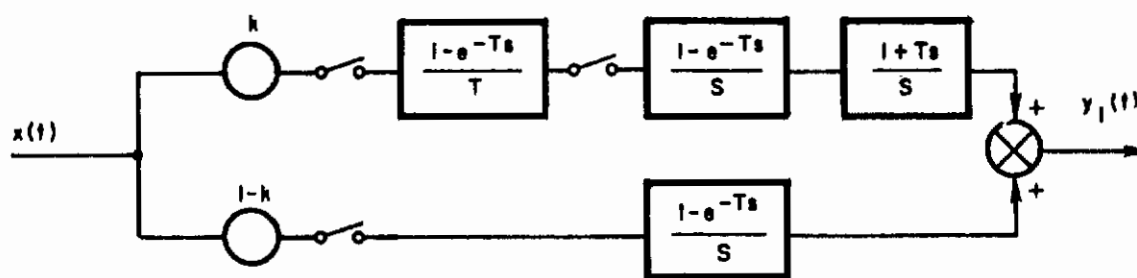 k
1-e^{-Ts}
T
1-e^{-Ts}
S
1+Ts
S
+
y_1(t)
x(t)
1-k
+
1-e^{-Ts}
S